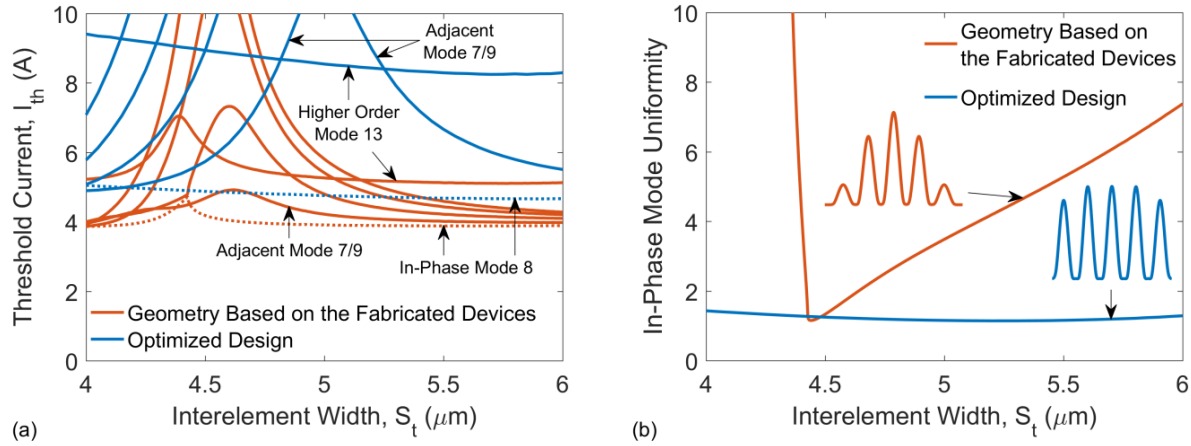 10
8
6
4
2
0
4
4.5
5
5.5
6
Threshold Current, I_th (A)
Interelement Width, S_t (μm)
Adjacent
Mode 7/9
Higher Order
Mode 13
Adjacent Mode 7/9
In-Phase Mode 8
Geometry Based on the Fabricated Devices
Optimized Design
(a)
10
8
6
4
2
0
4
4.5
5
5.5
6
In-Phase Mode Uniformity
Interelement Width, S_t (μm)
Geometry Based on
the Fabricated Devices
Optimized Design
(b)